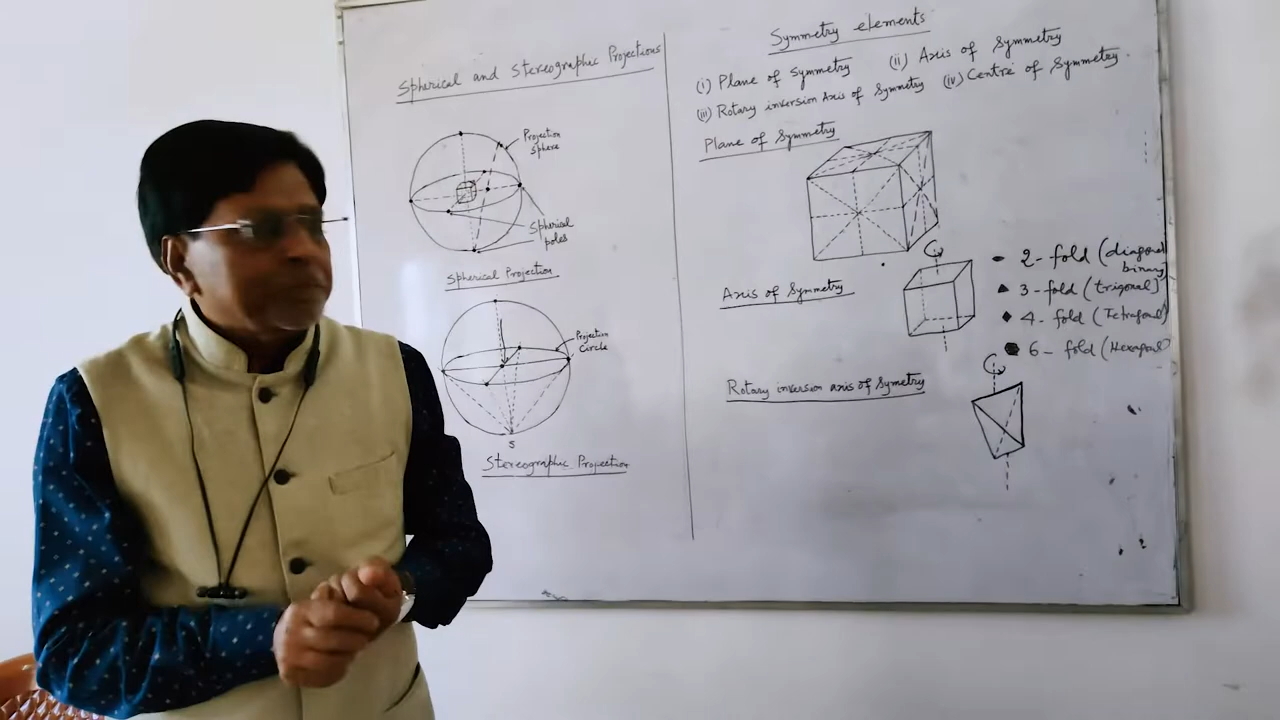 Spherical and Stereographic Projections
Projection
Sphere
Spherical
poles
Spherical Projection
Projection
Circle
S
Stereographic Projection
Symmetry elements
(i) Plane of Symmetry (ii) Axis of Symmetry
(iii) Rotary inversion Axis of Symmetry (iv) Centre of Symmetry
Plane of Symmetry
Axis of Symmetry
2-fold (diagonal
binary
3-fold (trigonal)
4-fold (Tetragonal)
6-fold (Hexagonal)
Rotary inversion axis of Symetry